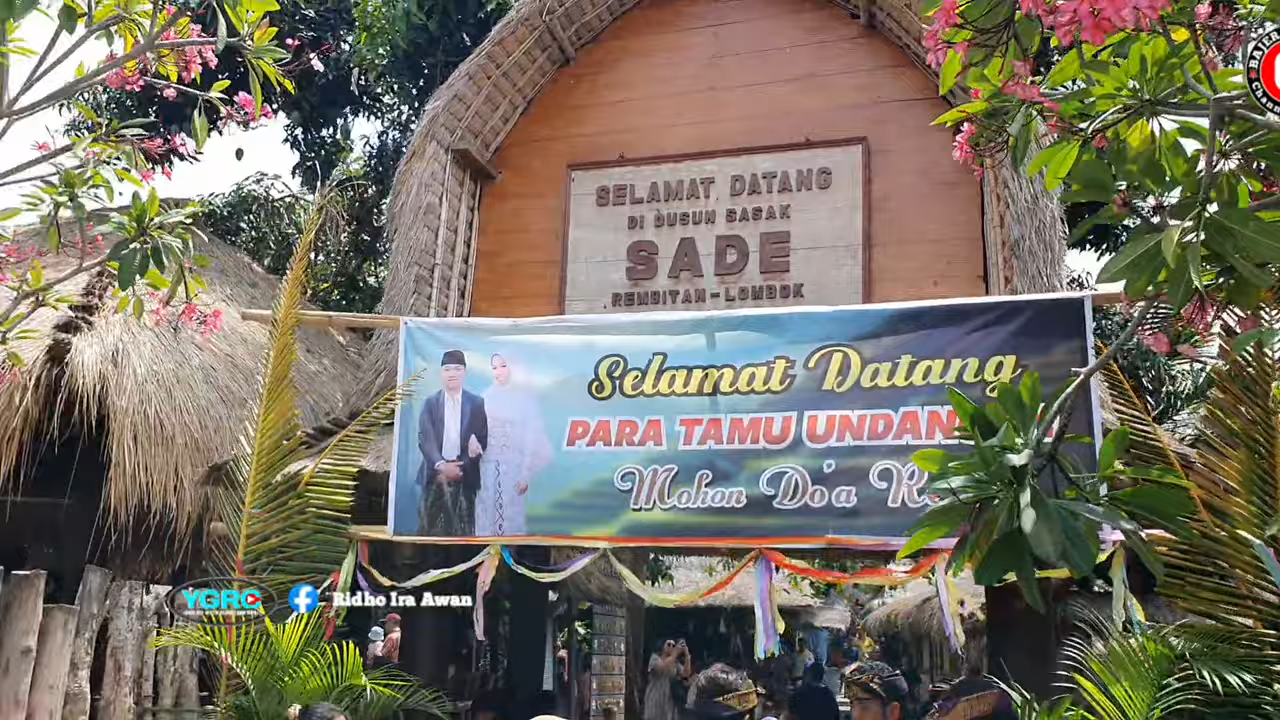 SELAMAT DATANG
DI DUSUN SASAK
SADE
REMBITAN-LOMBOK
Selamat Datang
PARA TAMU
Mohon Do'a
YGRC
Ridho Ira Awan